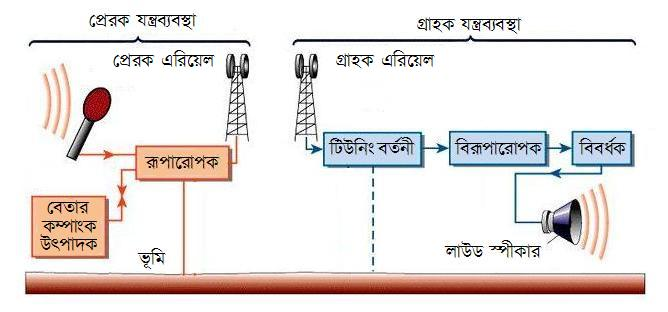 প্রেরক যন্ত্রব্যবস্থা
গ্রাহক যন্ত্রব্যবস্থা
প্রেরক এরিয়েল
গ্রাহক এরিয়েল
রূপারোপক
টিউনিং বর্তনী
বিরূপারোপক
বিবর্ধক
বেতার
কম্পাংক
উৎপাদক
ভূমি
লাউড স্পীকার